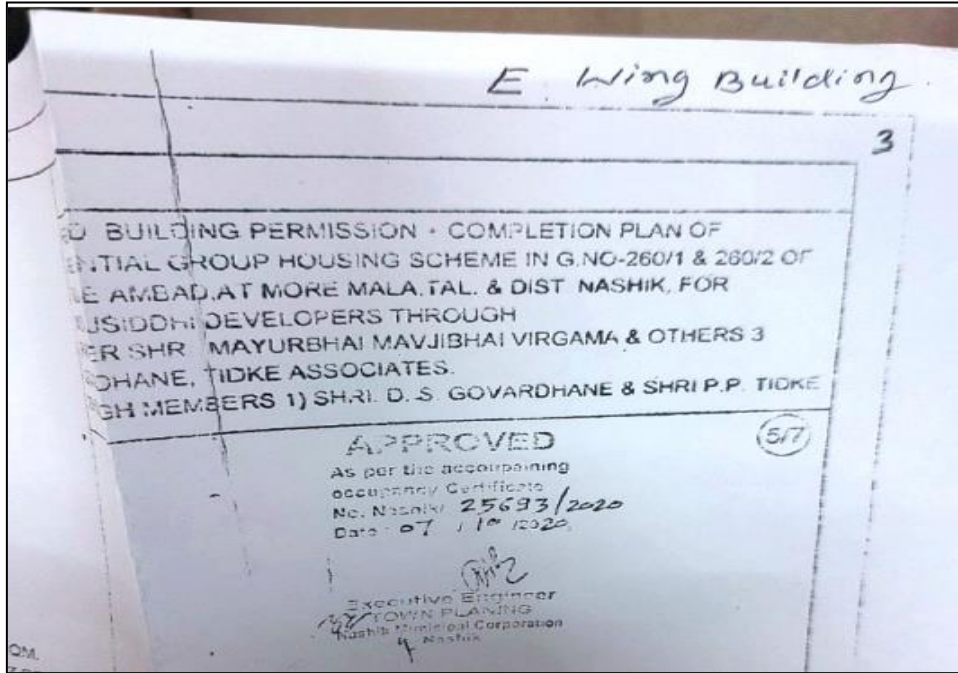 E Wing Building.
3
D BUILDING PERMISSION - COMPLETION PLAN OF
ENTIAL GROUP HOUSING SCHEME IN G.NO-260/1 & 260/2 OF
E AMBAD.AT MORE MALA.TAL. & DIST NASHIK, FOR
USIDDHI DEVELOPERS THROUGH
ER SHR MAYURBHAI MAVJIBHAI VIRGAMA & OTHERS 3
DHANE, TIDKE ASSOCIATES.
GH MEMBERS 1) SHRI. D. S. GOVARDHANE & SHRI P.P. TIDKE
APPROVED
5/7
As per the accompaining
occupancy Certificate
No. Nashik/ 25693/2020
Date: 07 / 10 /2020
Executive Engineer
TOWN PLANING
Nashik Municipal Corporation
Nashik
QM.